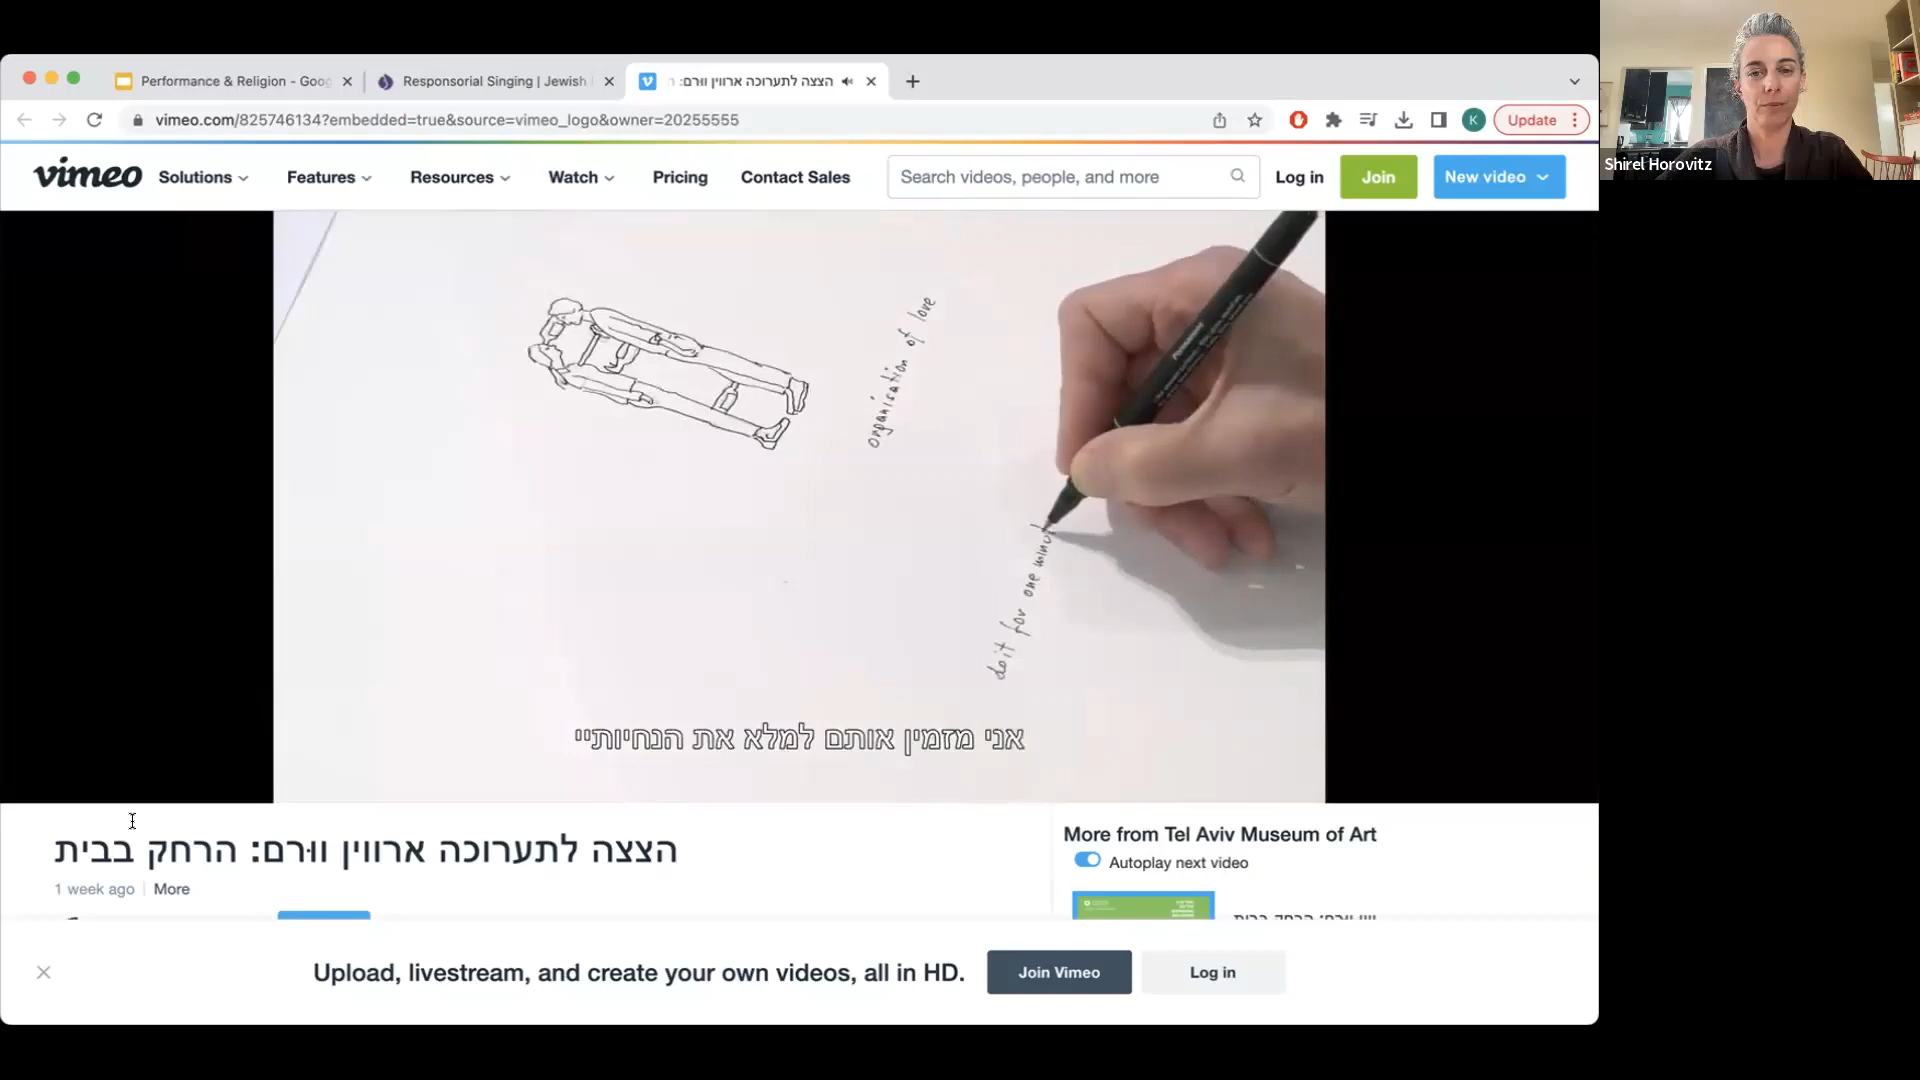 Performance & Religion - Goog
Responsorial Singing | Jewish
הצצה לתערוכה ארווין וורם: ה
vimeo.com/825746134?embedded=true&source=vimeo_logo&owner=20255555
K
Update
vimeo
Solutions
Features
Resources
Watch
Pricing
Contact Sales
Search videos, people, and more
Log in
Join
New video
Shirel Horovitz
organisation of love
do it for one minut
אני מזמין אותם למלא את הנחיותיי
הצצה לתערוכה ארווין וורם: הרחק בבית
1 week ago
More
More from Tel Aviv Museum of Art
Autoplay next video
Upload, livestream, and create your own videos, all in HD.
Join Vimeo
Log in